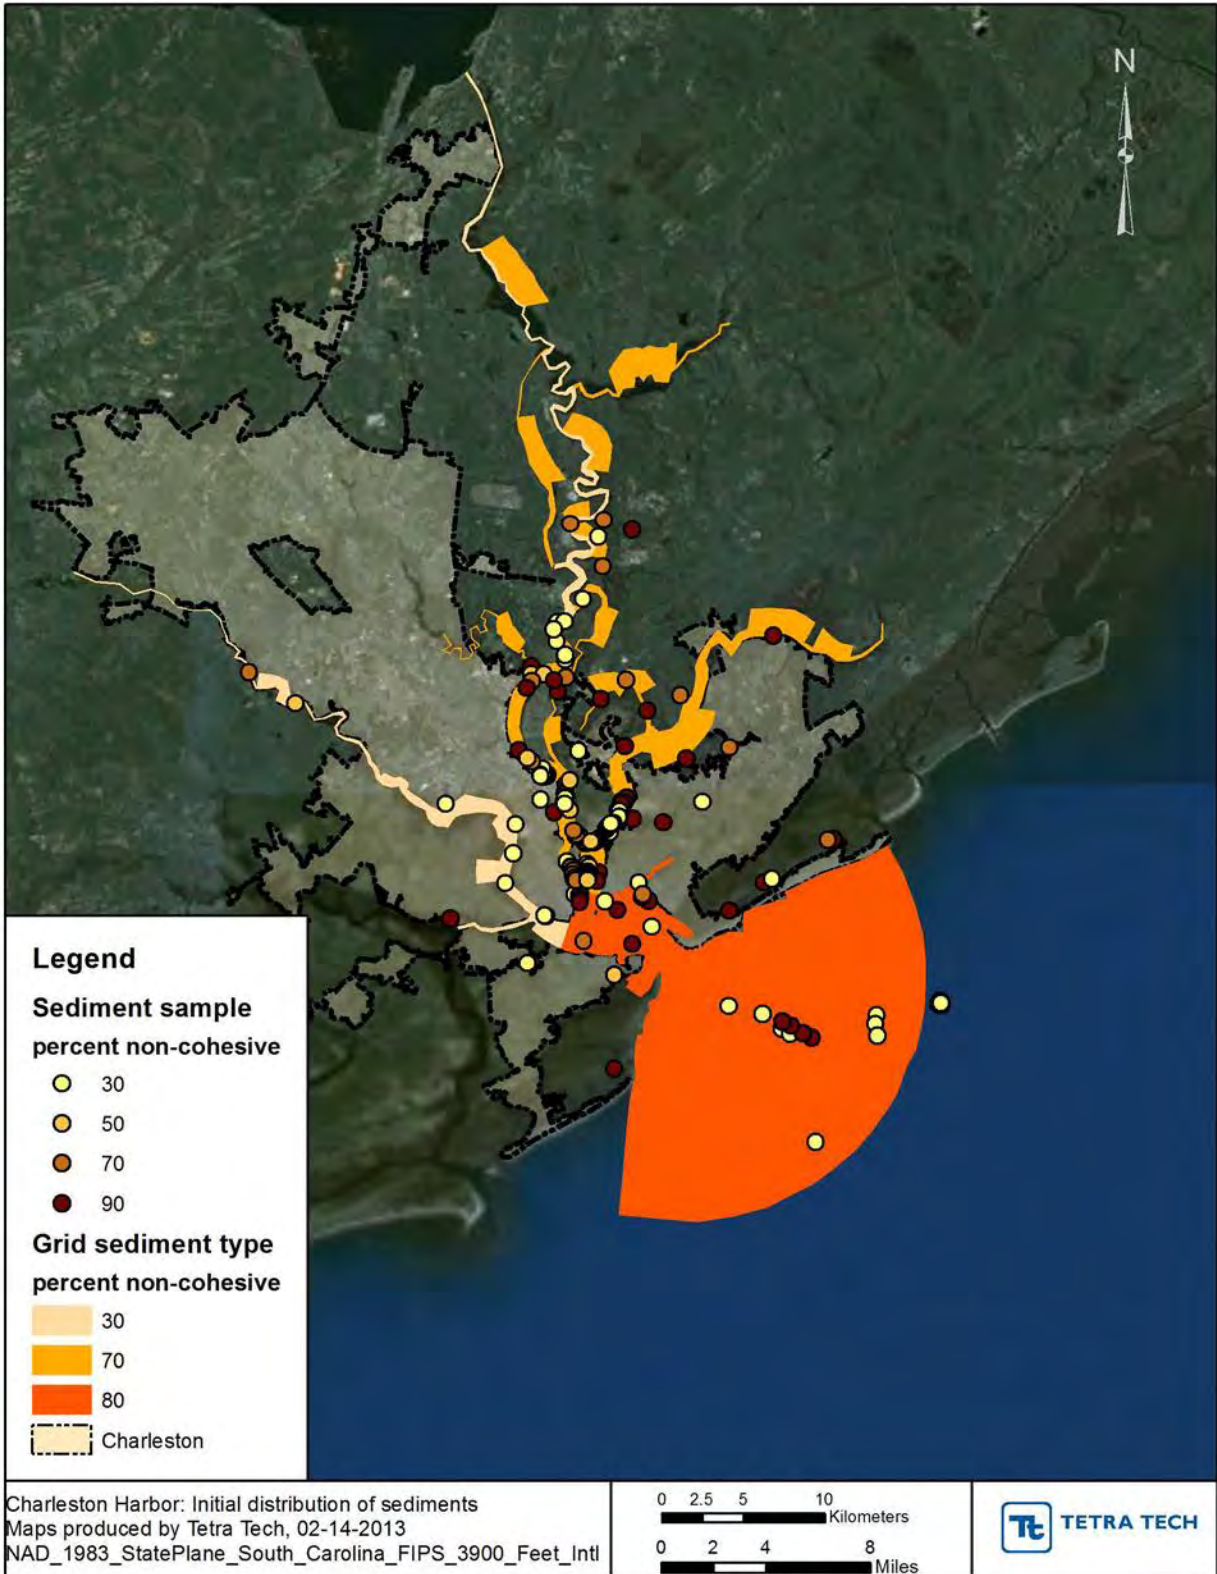 N
Legend
Sediment sample
percent non-cohesive
30
50
70
90
Grid sediment type
percent non-cohesive
30
70
80
Charleston
Charleston Harbor: Initial distribution of sediments
Maps produced by Tetra Tech, 02-14-2013
NAD_1983_StatePlane_South_Carolina_FIPS_3900_Feet_Intl
0 2.5 5 10
Kilometers
0 2 4 8
Miles
Tt TETRA TECH